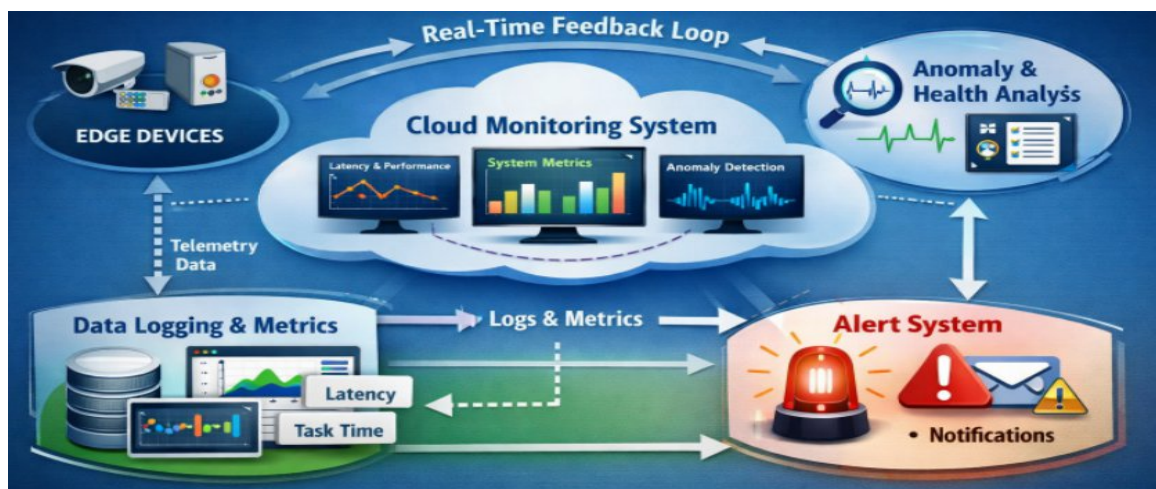 Real-Time Feedback Loop
EDGE DEVICES
Anomaly &
Health Analysis
Cloud Monitoring System
Latency & Performance
System Metrics
Anomaly Detection
Telemetry
Data
Data Logging & Metrics
Latency
Task Time
Logs & Metrics
Alert System
• Notifications